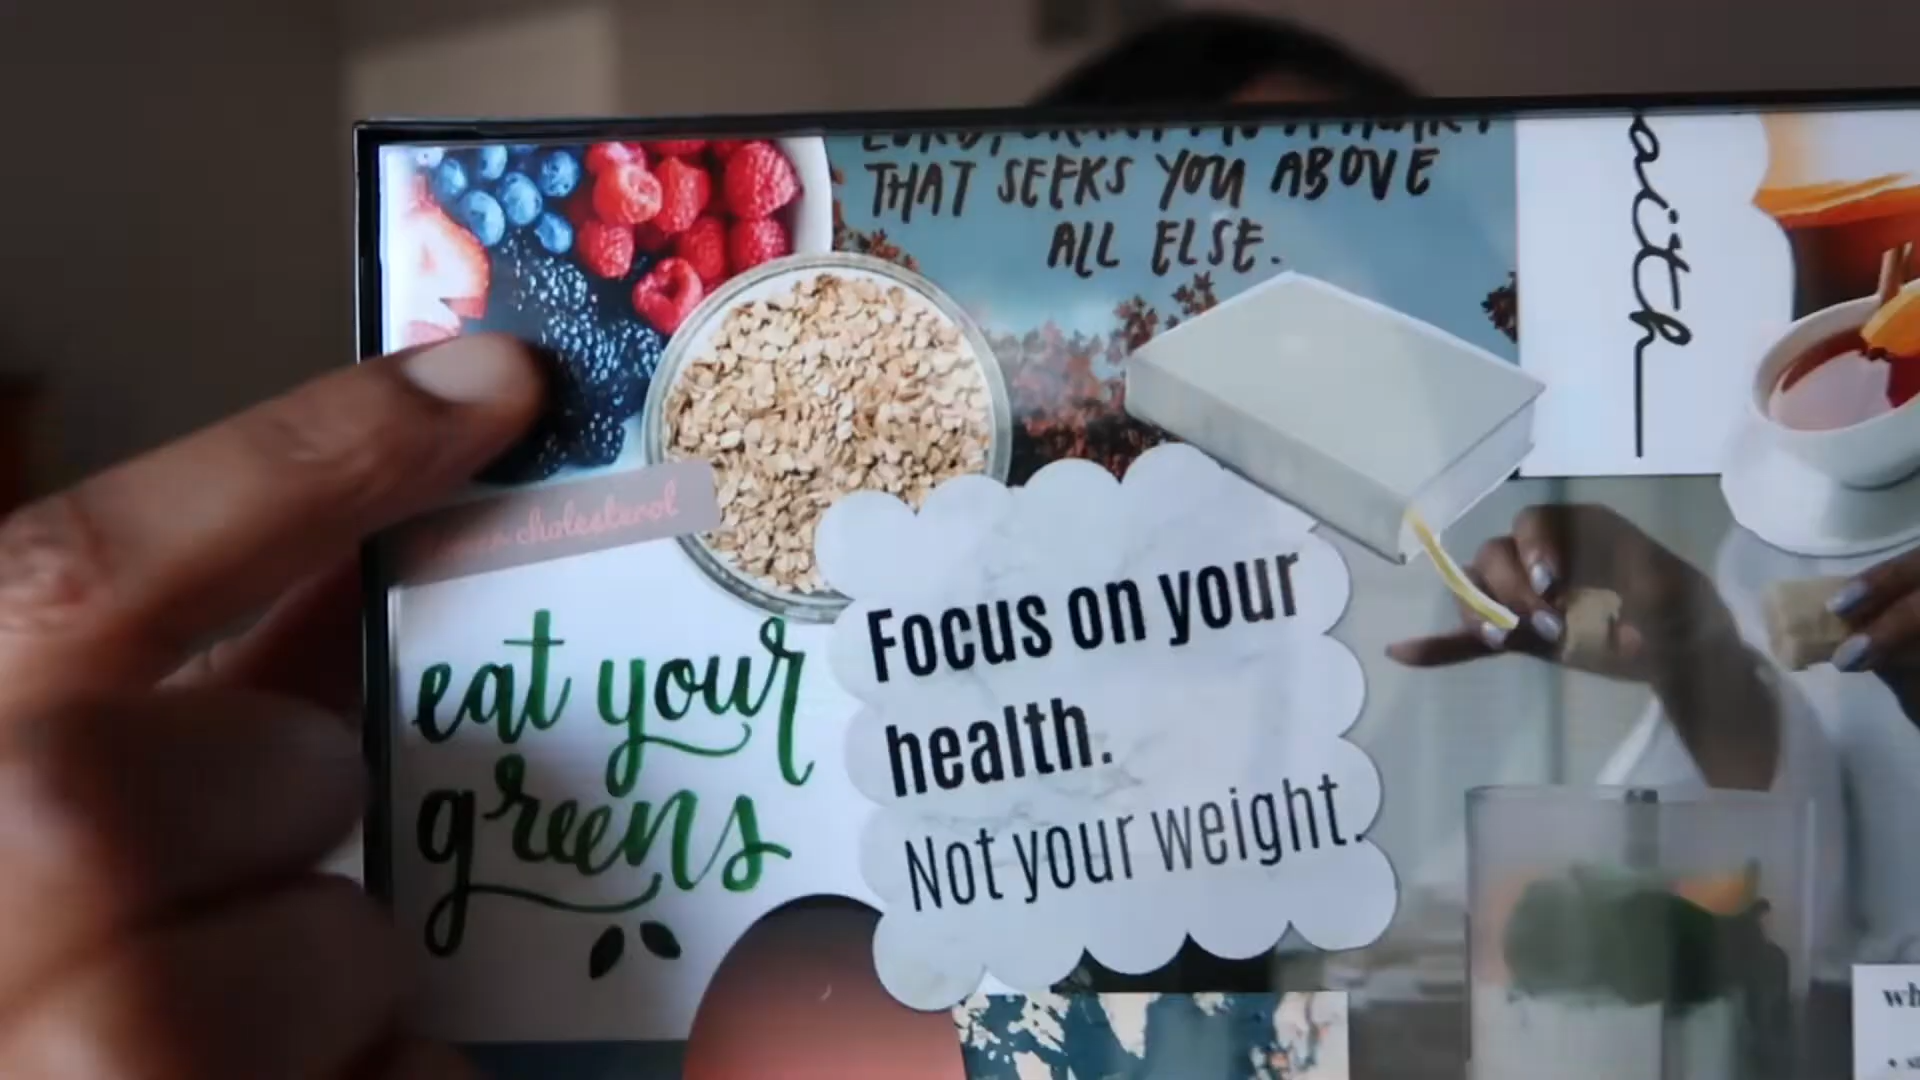 THAT SEEKS YOU ABOVE
ALL ELSE.
aith
cholesterol
eat your
greens
Focus on your
health.
Not your weight.